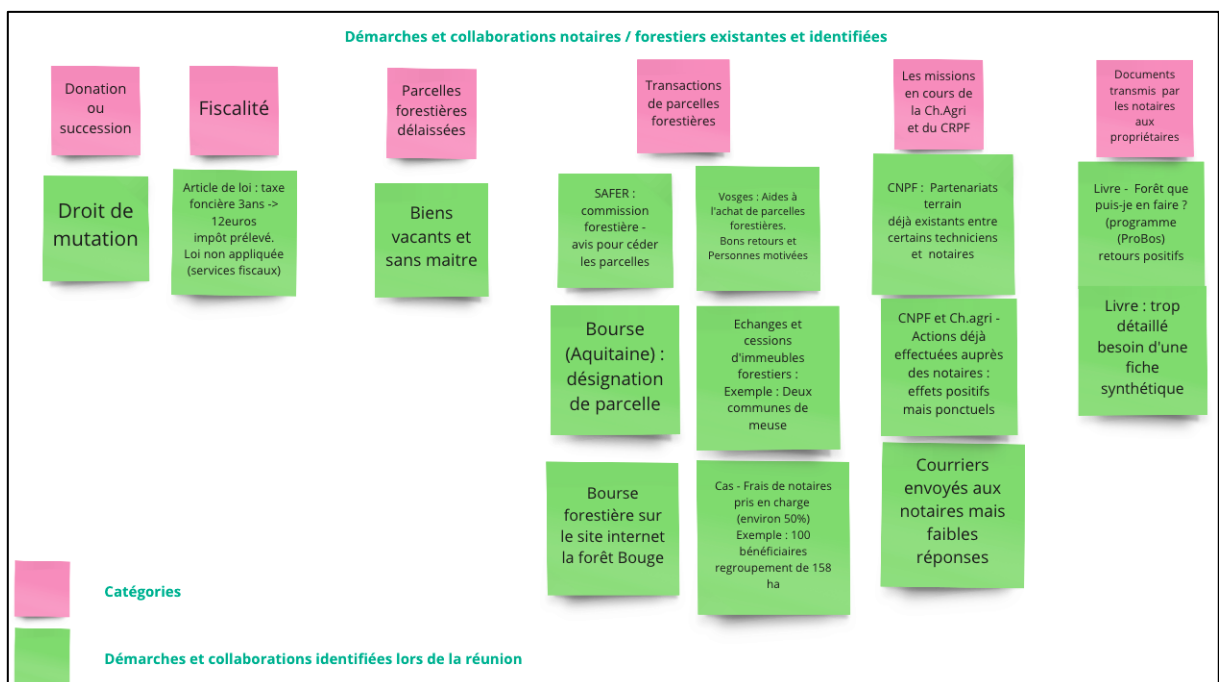 Démarches et collaborations notaires / forestiers existantes et identifiées
Donation
ou
succession
Droit de
mutation
Fiscalité
Article de loi : taxe
foncière 3ans ->
12euros
impôt prélevé.
Loi non appliquée
(services fiscaux)
Parcelles
forestières
délaissées
Biens
vacants et
sans maitre
Transactions
de parcelles
forestières
SAFER :
commission
forestière -
avis pour céder
les parcelles
Vosges : Aides à
l'achat de parcelles
forestières.
Bons retours et
Personnes motivées
Bourse
(Aquitaine) :
désignation
de parcelle
Echanges et
cessions
d'immeubles
forestiers :
Exemple : Deux
communes de
meuse
Bourse
forestière sur
le site internet
la forêt Bouge
Cas - Frais de notaires
pris en charge
(environ 50%)
Exemple : 100
bénéficiaires
regroupement de 158
ha
Les missions
en cours de
la Ch.Agri
et du CRPF
CNPF : Partenariats
terrain
déjà existants entre
certains techniciens
et notaires
CNPF et Ch.agri -
Actions déjà
effectuées auprès
des notaires :
effets positifs
mais ponctuels
Courriers
envoyés aux
notaires mais
faibles
réponses
Documents
transmis par
les notaires
aux
propriétaires
Livre - Forêt que
puis-je en faire ?
(programme
(ProBos)
retours positifs
Livre : trop
détaillé
besoin d'une
fiche
synthétique
Catégories
Démarches et collaborations identifiées lors de la réunion